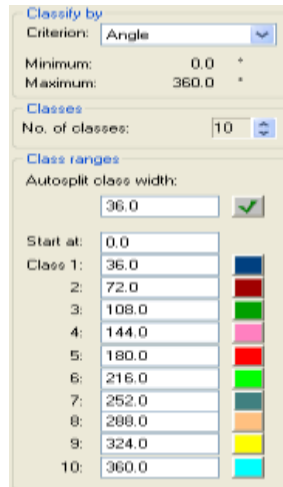 Classify by
Criterion: Angle
Minimum: 0.0 °
Maximum: 360.0 °
Classes
No. of classes: 10
Class ranges
Autosplit class width:
36.0
Start at: 0.0
Class 1: 36.0
2: 72.0
3: 108.0
4: 144.0
5: 180.0
6: 216.0
7: 252.0
8: 288.0
9: 324.0
10: 360.0